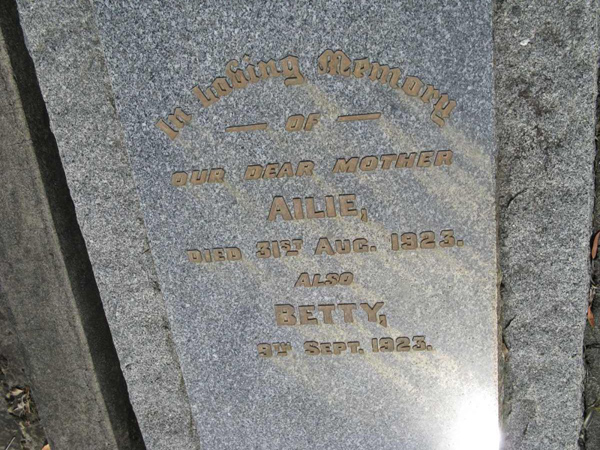 In loving Memory
— OF —
OUR DEAR MOTHER
AILIE,
DIED 31ST AUG. 1923.
ALSO
BETTY,
9TH SEPT. 1923.